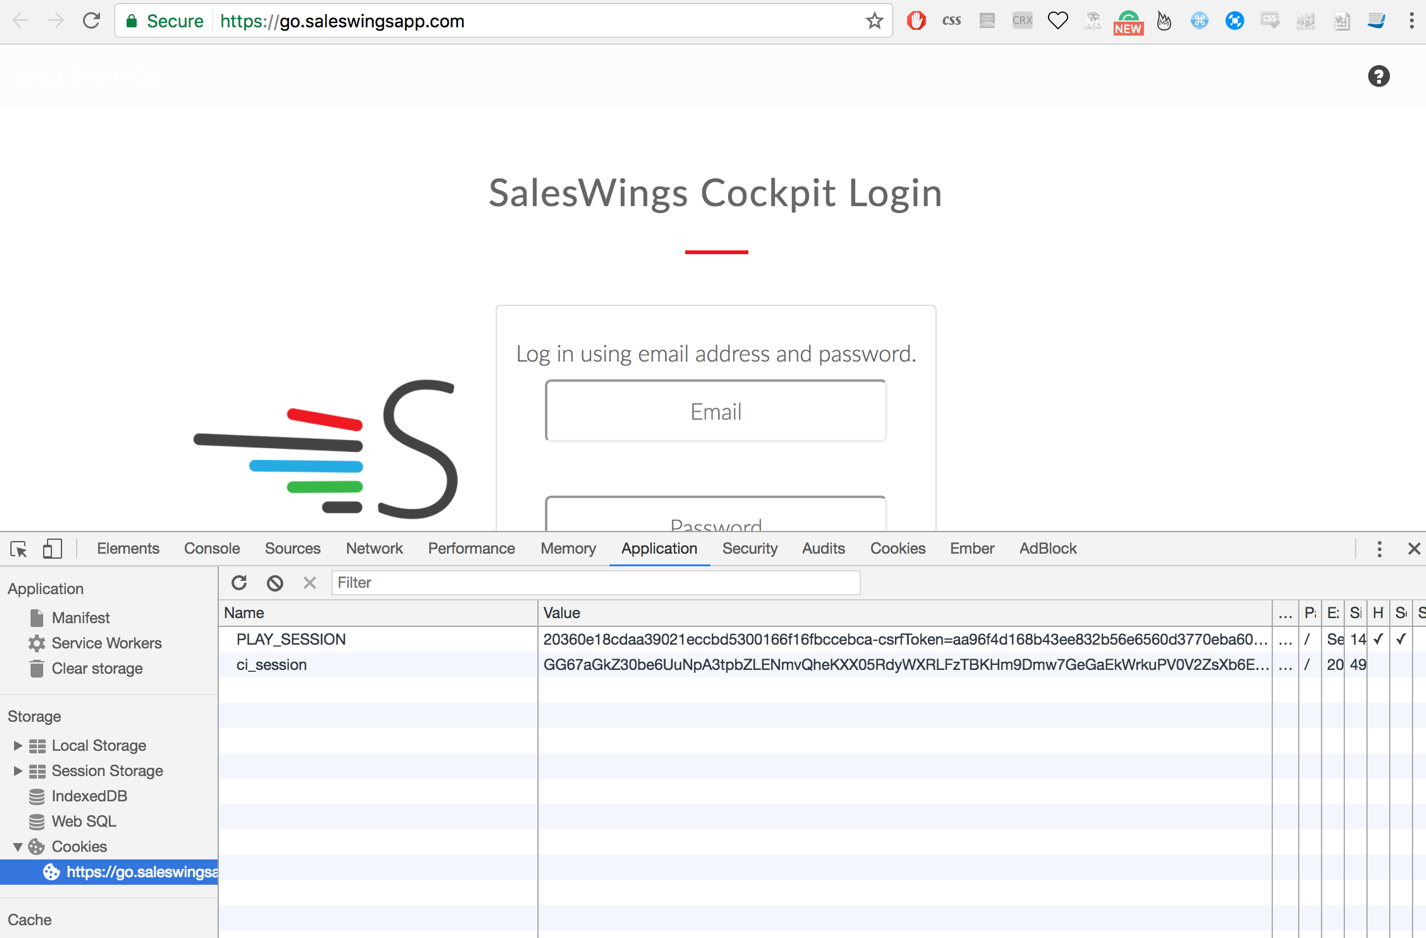 Secure https://go.saleswingsapp.com
CSS CRX NEW CSS
SALESWINGS
SalesWings Cockpit Login
Log in using email address and password.
Email
Password
S
Elements Console Sources Network Performance Memory Application Security Audits Cookies Ember AdBlock
Application
Manifest
Service Workers
Clear storage
Storage
Local Storage
Session Storage
IndexedDB
Web SQL
Cookies
https://go.saleswingsa
Cache
Filter
Name Value ... P E Si H S S
PLAY_SESSION 20360e18cdaa39021eccbd5300166f16fbccebca-csrfToken=aa96f4d168b43ee832b56e6560d3770eba60... ... / Se 14 ✓ ✓
ci_session GG67aGkZ30be6UuNpA3tpbZLENmvQheKXX05RdyWXRLFzTBKHm9Dmw7GeGaEkWrkuPV0V2ZsXb6E... ... / 20 49